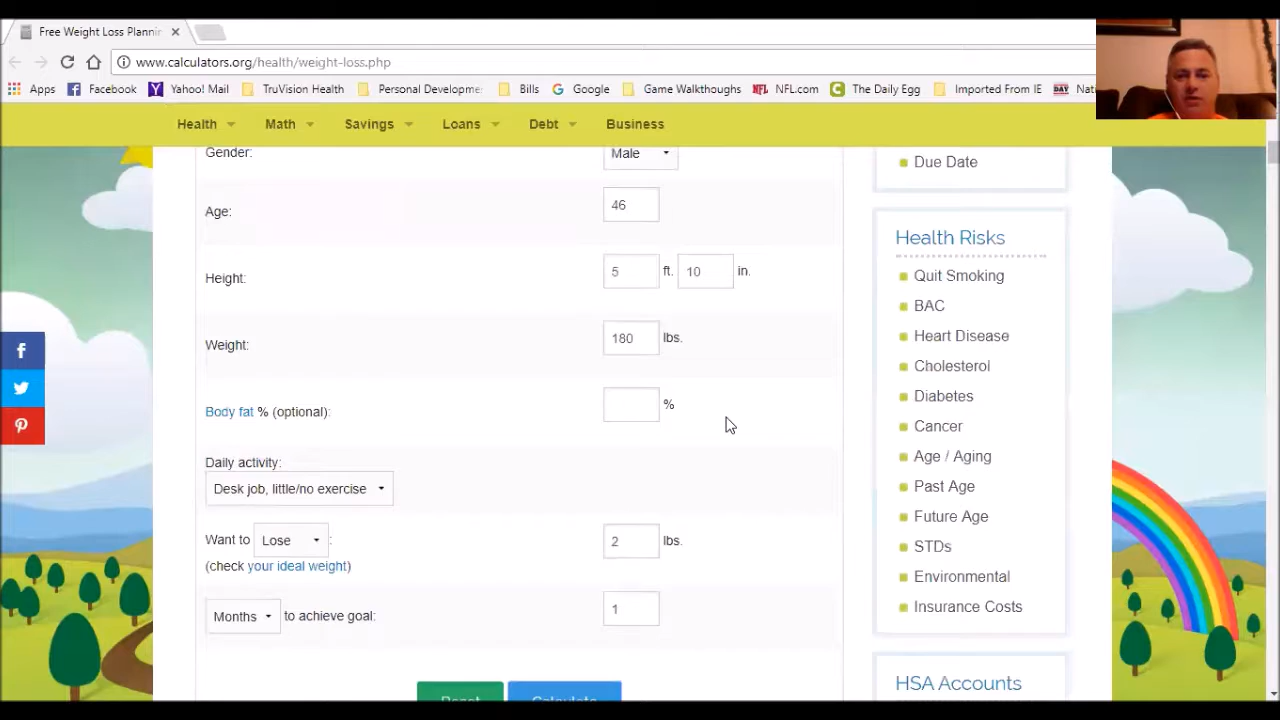 Free Weight Loss Plannin
www.calculators.org/health/weight-loss.php
Apps Facebook Yahoo! Mail TruVision Health Personal Developme Bills Google Game Walkthroughs NFL.com The Daily Egg Imported From IE Nati
Health Math Savings Loans Debt Business
Gender: Male
Age: 46
Height: 5 ft. 10 in.
Weight: 180 lbs.
Body fat % (optional): %
Daily activity:
Desk job, little/no exercise
Want to Lose : 2 lbs.
(check your ideal weight)
Months to achieve goal: 1
Reset Calculate
Due Date
Health Risks
Quit Smoking
BAC
Heart Disease
Cholesterol
Diabetes
Cancer
Age / Aging
Past Age
Future Age
STDs
Environmental
Insurance Costs
HSA Accounts